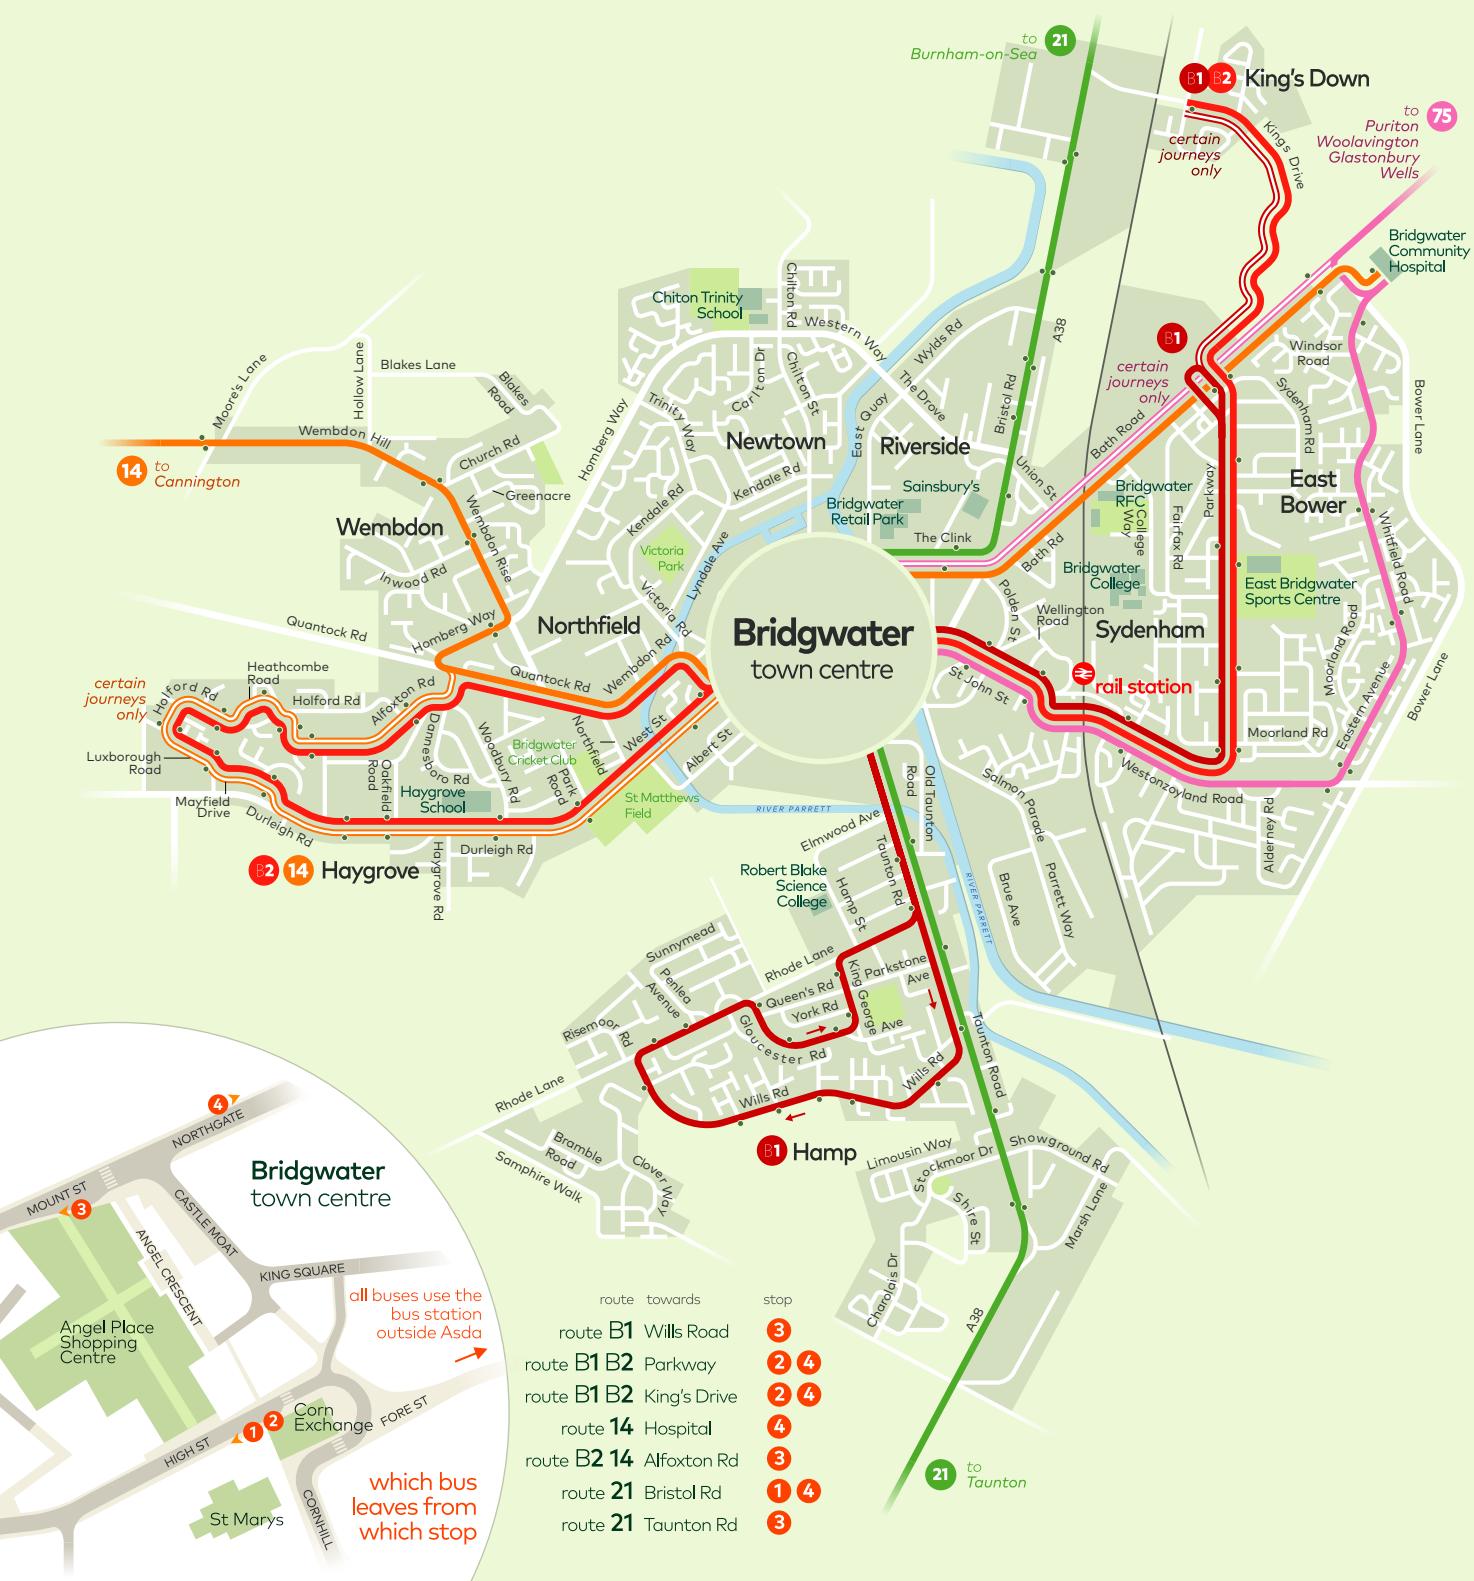 to
Burnham-on-Sea
21
B1 B2 King's Down
certain
journeys
only
Kings Drive
to 75
Puriton
Woolavington
Glastonbury
Wells
Bridgwater
Community
Hospital
Chiton Trinity
School
Chilton Rd
Western Way
Wylds Rd
A38
B1
certain
journeys
only
Windsor
Road
Sydenham Rd
Bower Lane
Moore's Lane
Hollow Lane
Blakes Lane
Blakes
Road
Wembdon Hill
Church Rd
Greenacre
14 to
Cannington
Wembdon
Wembdon Rise
Inwood Rd
Homberg Way
Trinity Way
Carlton Dr
Chilton St
The Drove
East Quay
Bristol Rd
Newtown
Riverside
Union St
Bath Road
Kendale Rd
Kendale Rd
Sainsbury's
Bridgwater
Retail Park
The Clink
Bath Rd
Bridgwater
RFC
College
Way
Fairfax Rd
Parkway
East
Bower
Whitfield Road
Bridgwater
College
East Bridgwater
Sports Centre
Victoria
Park
Lyndale Ave
Victoria Rd
Quantock Rd
Homberg Way
Northfield
Bridgwater
town centre
Polden St
Wellington
Road
Sydenham
Moorland Road
Eastern Avenue
Bower Lane
rail station
St John St
Moorland Rd
Westonzoyland Road
Alderney Rd
Quantock Rd
Wembdon Rd
Heathcombe
Road
certain
journeys
only
Holford Rd
Holford Rd
Alfoxton Rd
Luxborough
Road
Mayfield
Drive
Durleigh Rd
Oakfield
Road
Dannesboro Rd
Woodbury Rd
Haygrove
School
Bridgwater
Cricket Club
Northfield
Park
Road
West St
Albert St
St Matthews
Field
Durleigh Rd
Haygrove Rd
B2 14 Haygrove
RIVER PARRETT
Elmwood Ave
Taunton Rd
Old Taunton
Road
Salmon Parade
Parrett Way
Brue Ave
RIVER PARRETT
Robert Blake
Science
College
Hamp St
Sunnymead
Penlea
Avenue
Risemoor
Rd
Rhode Lane
Rhode Lane
Queen's Rd
York Rd
King George
Ave
Parkstone
Ave
Gloucester Rd
Wills Rd
Wills Rd
Taunton Road
B1 Hamp
Bramble
Road
Clover Way
Samphire Walk
Limousin Way
Stockmoor Dr
Showground Rd
Shire St
Marsh Lane
Charolais Dr
A38
21 to
Taunton
4
NORTHGATE
MOUNT ST
3
CASTLE MOAT
ANGEL CRESCENT
KING SQUARE
Bridgwater
town centre
all buses use the
bus station
outside Asda
Angel Place
Shopping
Centre
Corn
Exchange
1 2
HIGH ST
FORE ST
CORNHILL
St Marys
which bus
leaves from
which stop
route towards stop
route B1 Wills Road 3
route B1 B2 Parkway 2 4
route B1 B2 King's Drive 2 4
route 14 Hospital 4
route B2 14 Alfoxton Rd 3
route 21 Bristol Rd 1 4
route 21 Taunton Rd 3